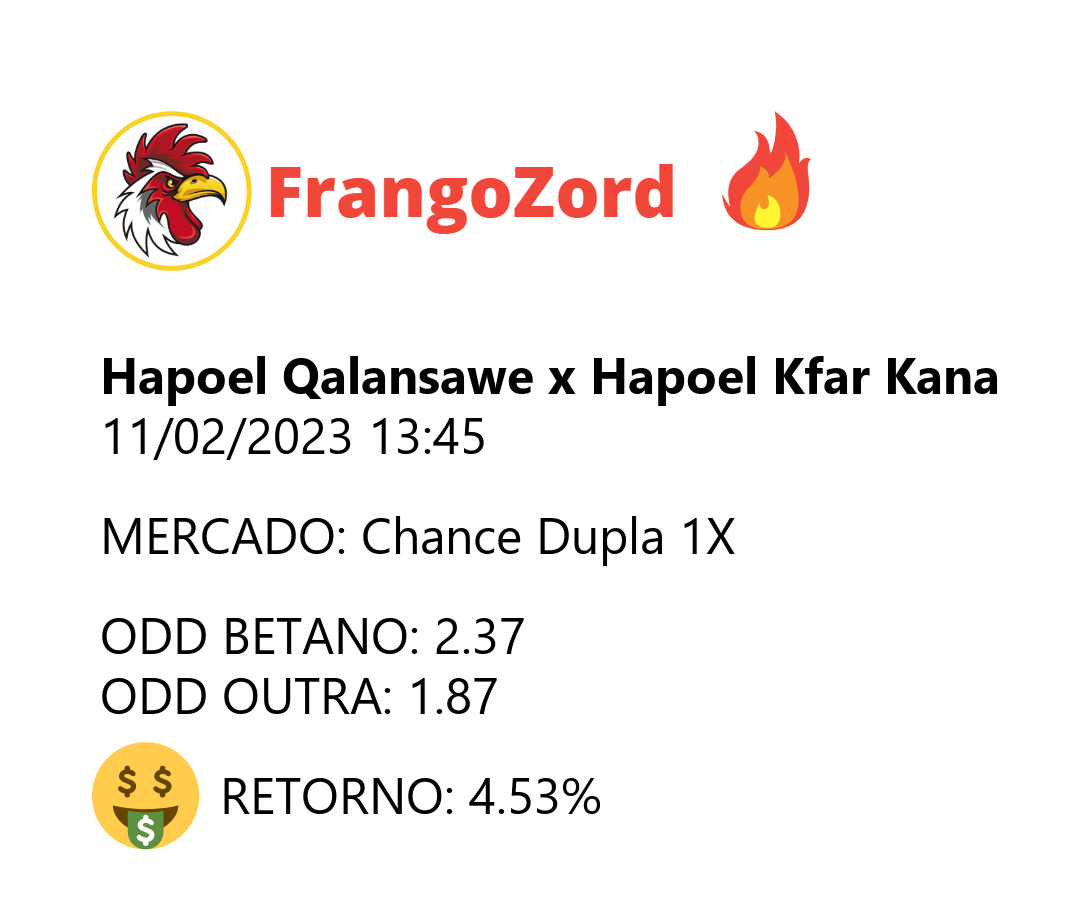 FrangoZord
Hapoel Qalansawe x Hapoel Kfar Kana
11/02/2023 13:45
MERCADO: Chance Dupla 1X
ODD BETANO: 2.37
ODD OUTRA: 1.87
$ $
$
RETORNO: 4.53%